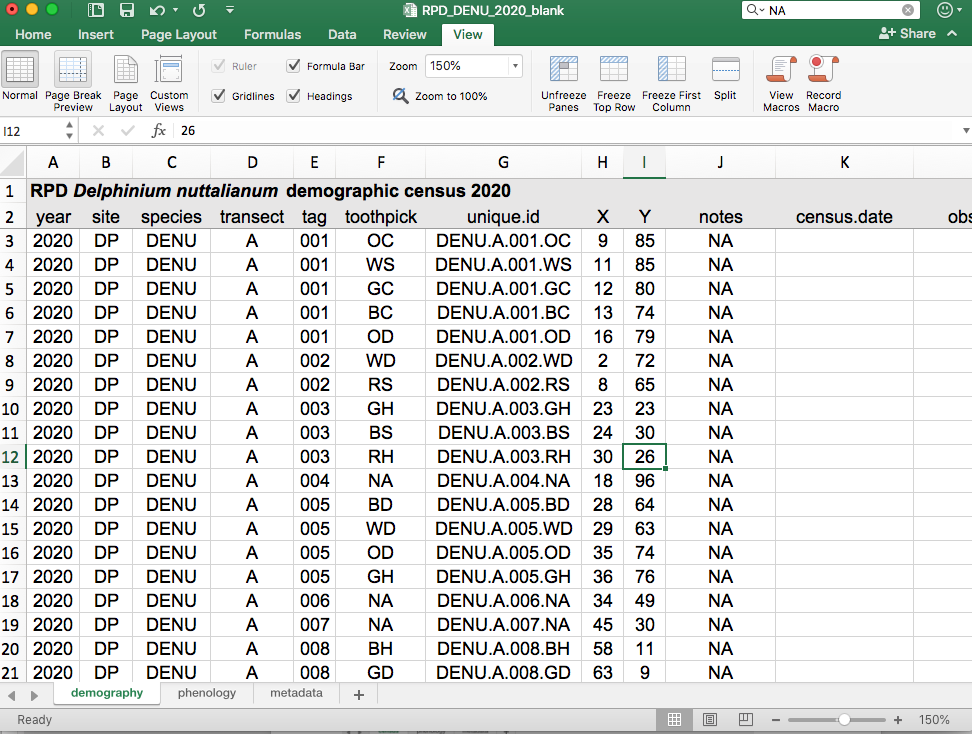 RPD_DENU_2020_blank
NA
Home Insert Page Layout Formulas Data Review View Share
Ruler Formula Bar Zoom 150%
Gridlines Headings Zoom to 100%
Normal Page Break Preview Page Layout Custom Views Unfreeze Panes Freeze Top Row Freeze First Column Split View Macros Record Macro
I12 fx 26
A B C D E F G H I J K
1 RPD Delphinium nuttalianum demographic census 2020
2 year site species transect tag toothpick unique.id X Y notes census.date obs
3 2020 DP DENU A 001 OC DENU.A.001.OC 9 85 NA
4 2020 DP DENU A 001 WS DENU.A.001.WS 11 85 NA
5 2020 DP DENU A 001 GC DENU.A.001.GC 12 80 NA
6 2020 DP DENU A 001 BC DENU.A.001.BC 13 74 NA
7 2020 DP DENU A 001 OD DENU.A.001.OD 16 79 NA
8 2020 DP DENU A 002 WD DENU.A.002.WD 2 72 NA
9 2020 DP DENU A 002 RS DENU.A.002.RS 8 65 NA
10 2020 DP DENU A 003 GH DENU.A.003.GH 23 23 NA
11 2020 DP DENU A 003 BS DENU.A.003.BS 24 30 NA
12 2020 DP DENU A 003 RH DENU.A.003.RH 30 26 NA
13 2020 DP DENU A 004 NA DENU.A.004.NA 18 96 NA
14 2020 DP DENU A 005 BD DENU.A.005.BD 28 64 NA
15 2020 DP DENU A 005 WD DENU.A.005.WD 29 63 NA
16 2020 DP DENU A 005 OD DENU.A.005.OD 35 74 NA
17 2020 DP DENU A 005 GH DENU.A.005.GH 36 76 NA
18 2020 DP DENU A 006 NA DENU.A.006.NA 34 49 NA
19 2020 DP DENU A 007 NA DENU.A.007.NA 45 30 NA
20 2020 DP DENU A 008 BH DENU.A.008.BH 58 11 NA
21 2020 DP DENU A 008 GD DENU.A.008.GD 63 9 NA
demography phenology metadata +
Ready 150%